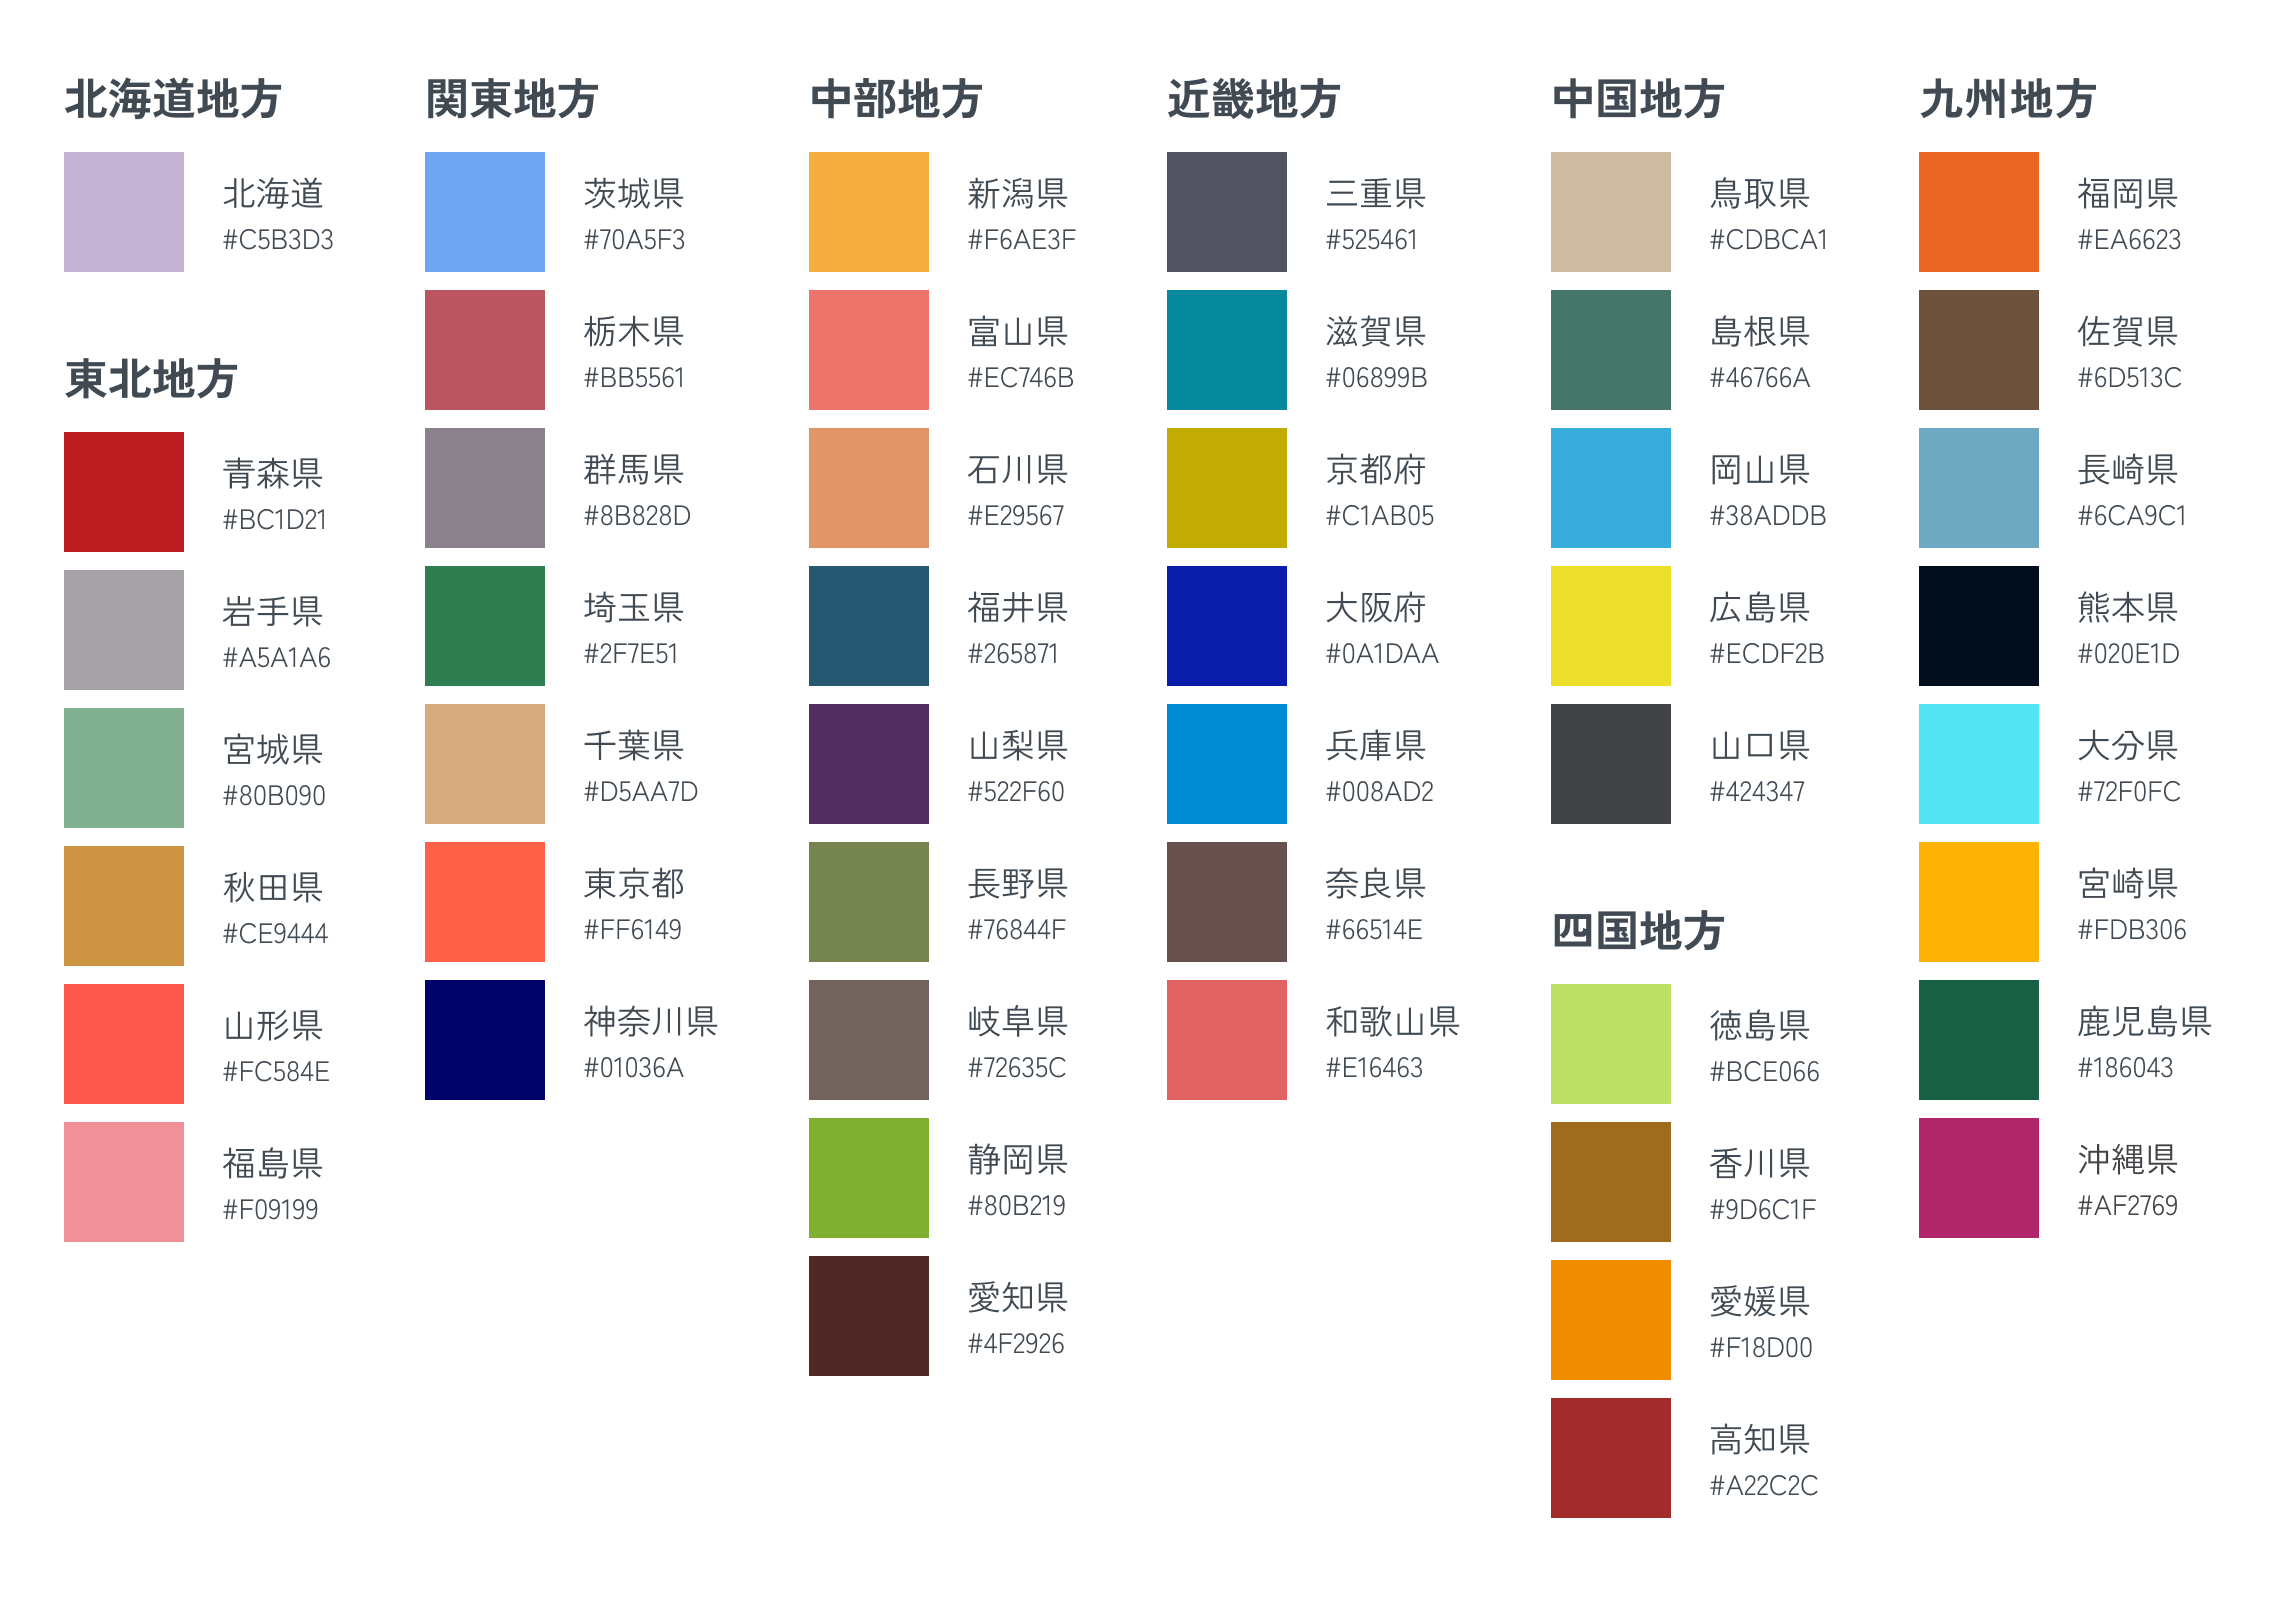 北海道地方
北海道
#C5B3D3
東北地方
青森県
#BC1D21
岩手県
#A5A1A6
宮城県
#80B090
秋田県
#CE9444
山形県
#FC584E
福島県
#F09199
関東地方
茨城県
#70A5F3
栃木県
#BB5561
群馬県
#8B828D
埼玉県
#2F7E51
千葉県
#D5AA7D
東京都
#FF6149
神奈川県
#01036A
中部地方
新潟県
#F6AE3F
富山県
#EC746B
石川県
#E29567
福井県
#265871
山梨県
#522F60
長野県
#76844F
岐阜県
#72635C
静岡県
#80B219
愛知県
#4F2926
近畿地方
三重県
#525461
滋賀県
#06899B
京都府
#C1AB05
大阪府
#0A1DAA
兵庫県
#008AD2
奈良県
#66514E
和歌山県
#E16463
中国地方
鳥取県
#CDBCA1
島根県
#46766A
岡山県
#38ADDB
広島県
#ECDF2B
山口県
#424347
四国地方
徳島県
#BCE066
香川県
#9D6C1F
愛媛県
#F18D00
高知県
#A22C2C
九州地方
福岡県
#EA6623
佐賀県
#6D513C
長崎県
#6CA9C1
熊本県
#020E1D
大分県
#72F0FC
宮崎県
#FDB306
鹿児島県
#186043
沖縄県
#AF2769